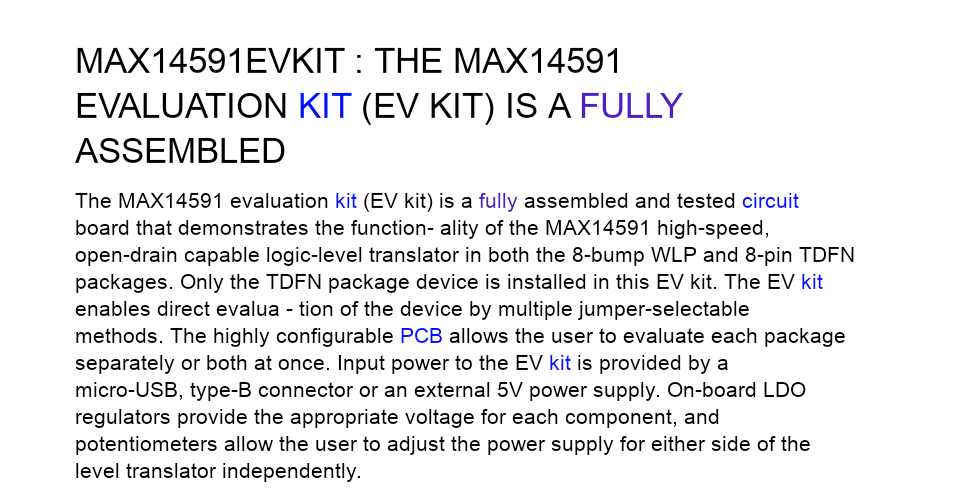 MAX14591EVKIT : THE MAX14591
EVALUATION KIT (EV KIT) IS A FULLY
ASSEMBLED
The MAX14591 evaluation kit (EV kit) is a fully assembled and tested circuit
board that demonstrates the function- ality of the MAX14591 high-speed,
open-drain capable logic-level translator in both the 8-bump WLP and 8-pin TDFN
packages. Only the TDFN package device is installed in this EV kit. The EV kit
enables direct evalua - tion of the device by multiple jumper-selectable
methods. The highly configurable PCB allows the user to evaluate each package
separately or both at once. Input power to the EV kit is provided by a
micro-USB, type-B connector or an external 5V power supply. On-board LDO
regulators provide the appropriate voltage for each component, and
potentiometers allow the user to adjust the power supply for either side of the
level translator independently.